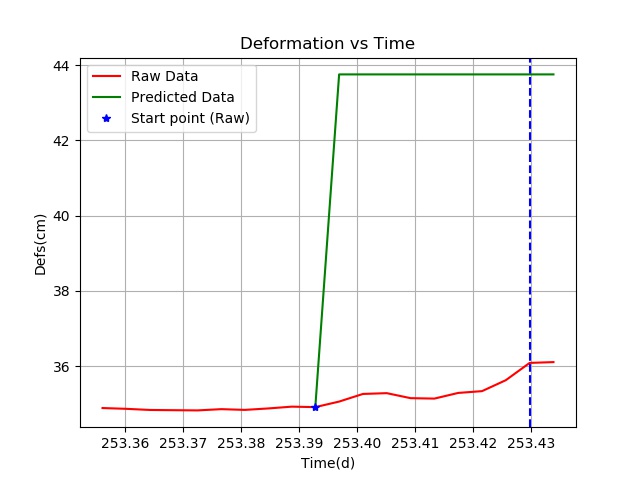 Deformation vs Time
44
42
40
38
36
Defs(cm)
Raw Data
Predicted Data
Start point (Raw)
253.36 253.37 253.38 253.39 253.40 253.41 253.42 253.43
Time(d)